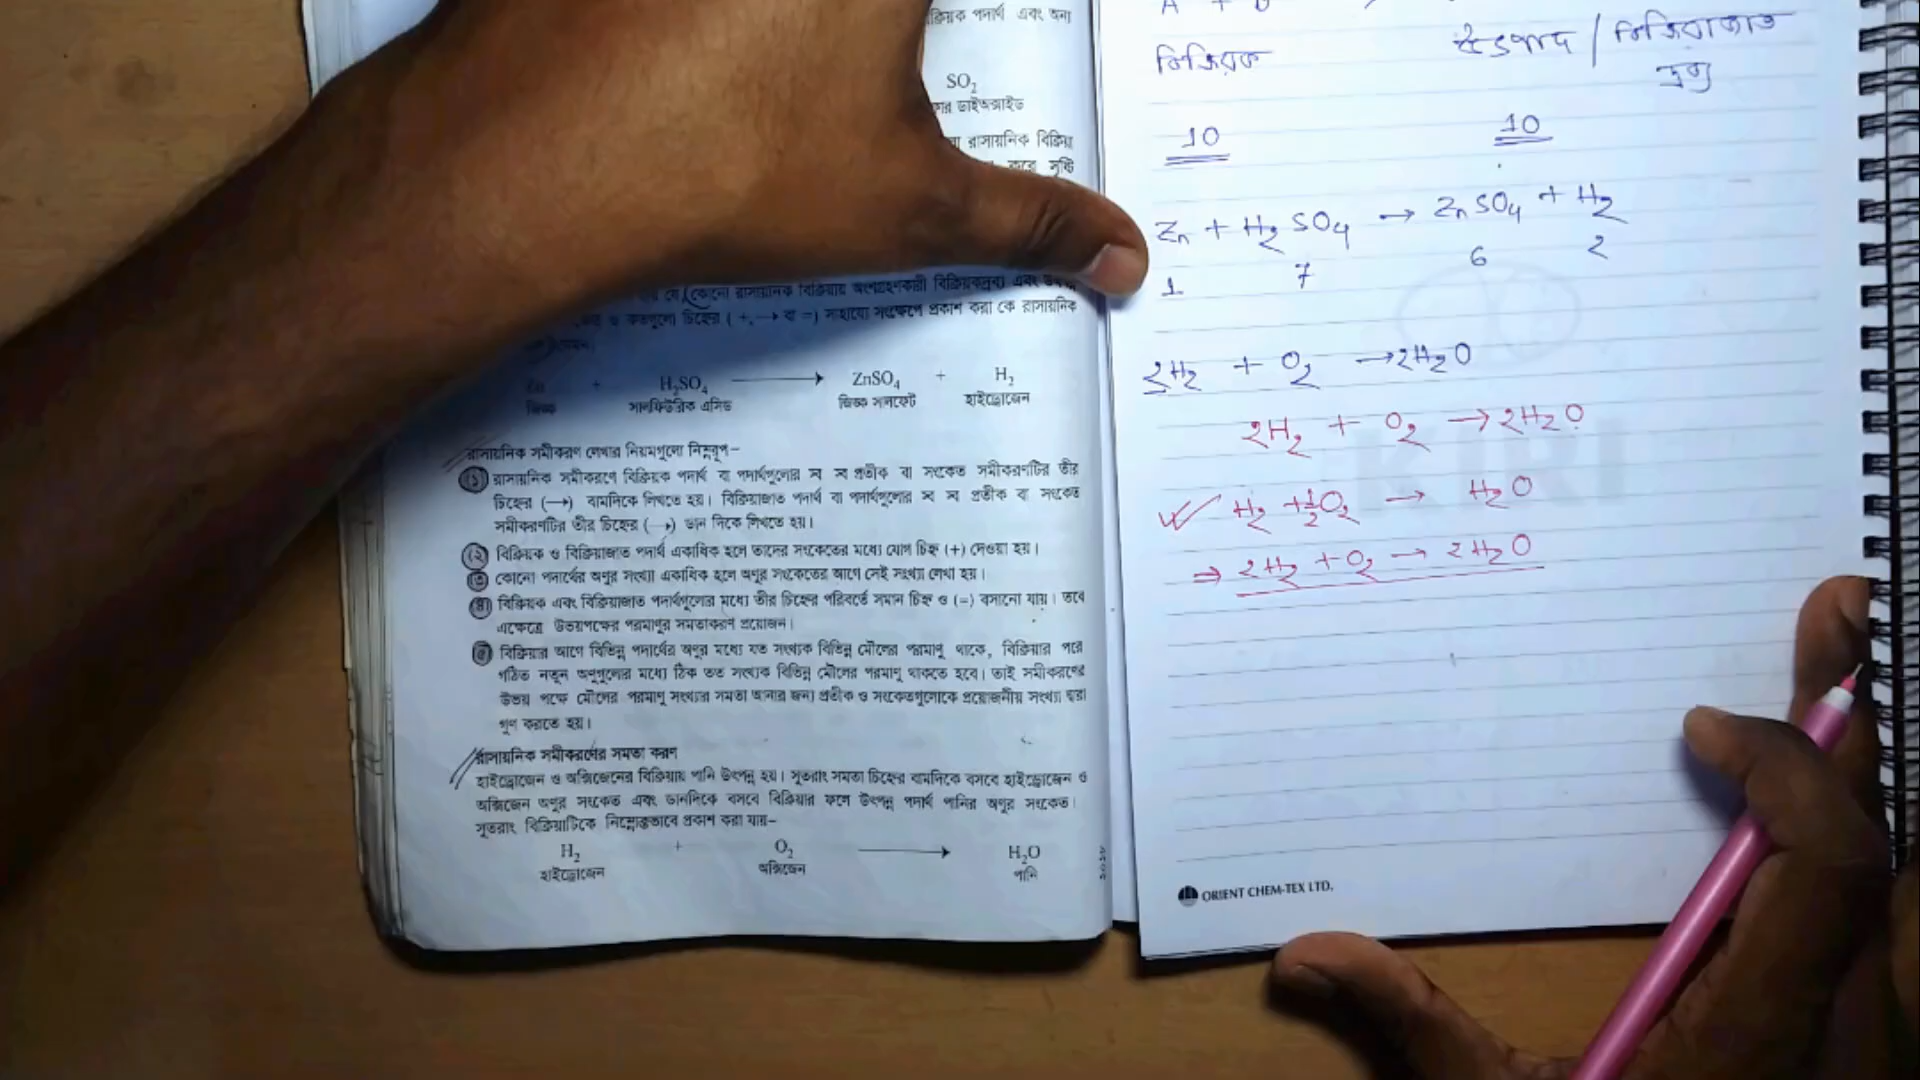 পদার্থ এবং অন্য
SO2
ডাইঅক্সাইড
রাসায়নিক বিক্রিয়া
করে সৃষ্টি
যে (কোনো রাসায়নিক বিক্রিয়ায় অংশগ্রহণকারী বিক্রিয়কদ্রব্য এবং
ও কতগুলো চিহ্নের ( +, → বা =) সাহায্যে সংক্ষেপে প্রকাশ করা কে রাসায়নিক
Zn + H2SO4 ⟶ ZnSO4 + H2
জিঙ্ক সালফিউরিক এসিড জিঙ্ক সালফেট হাইড্রোজেন
রাসায়নিক সমীকরণ লেখার নিয়মগুলো নিম্নরূপ–
(১) রাসায়নিক সমীকরণে বিক্রিয়ক পদার্থ বা পদার্থগুলোর স্ব স্ব প্রতীক বা সংকেত সমীকরণটির তীর
চিহ্নের (→) বামদিকে লিখতে হয়। বিক্রিয়াজাত পদার্থ বা পদার্থগুলোর স্ব স্ব প্রতীক বা সংকেত
সমীকরণটির তীর চিহ্নের (→) ডান দিকে লিখতে হয়।
(২) বিক্রিয়ক ও বিক্রিয়াজাত পদার্থ একাধিক হলে তাদের সংকেতের মধ্যে যোগ চিহ্ন (+) দেওয়া হয়।
(৩) কোনো পদার্থের অণুর সংখ্যা একাধিক হলে অণুর সংকেতের আগে সেই সংখ্যা লেখা হয়।
(৪) বিক্রিয়ক এবং বিক্রিয়াজাত পদার্থগুলোর মধ্যে তীর চিহ্নের পরিবর্তে সমান চিহ্ন ও (=) বসানো যায়। তবে
এক্ষেত্রে উভয়পক্ষের পরমাণুর সমতাকরণ প্রয়োজন।
(৫) বিক্রিয়ার আগে বিভিন্ন পদার্থের অণুর মধ্যে যত সংখ্যক বিভিন্ন মৌলের পরমাণু থাকে, বিক্রিয়ার পরে
গঠিত নতুন অণুগুলোর মধ্যে ঠিক তত সংখ্যক বিভিন্ন মৌলের পরমাণু থাকতে হবে। তাই সমীকরণের
উভয় পক্ষে মৌলের পরমাণু সংখ্যার সমতা আনার জন্য প্রতীক ও সংকেতগুলোকে প্রয়োজনীয় সংখ্যা দ্বারা
গুণ করতে হয়।
রাসায়নিক সমীকরণের সমতা করণ
হাইড্রোজেন ও অক্সিজেনের বিক্রিয়ায় পানি উৎপন্ন হয়। সুতরাং সমতা চিহ্নের বামদিকে বসবে হাইড্রোজেন ও
অক্সিজেন অণুর সংকেত এবং ডানদিকে বসবে বিক্রিয়ার ফলে উৎপন্ন পদার্থ পানির অণুর সংকেত।
সুতরাং বিক্রিয়াটিকে নিম্নোক্তভাবে প্রকাশ করা যায়–
H2 + O2 ⟶ H2O
হাইড্রোজেন অক্সিজেন পানি
বিক্রিয়ক / বিক্রিয়াজাত
দ্রব্য
10 10
Zn + H2SO4 → ZnSO4 + H2
1 7 6 2
2H2 + O2 → 2H2O
2H2 + O2 → 2H2O
H2 + 1/2 O2 → H2O
⇒ 2H2 + O2 → 2H2O
ORIENT CHEM-TEX LTD.